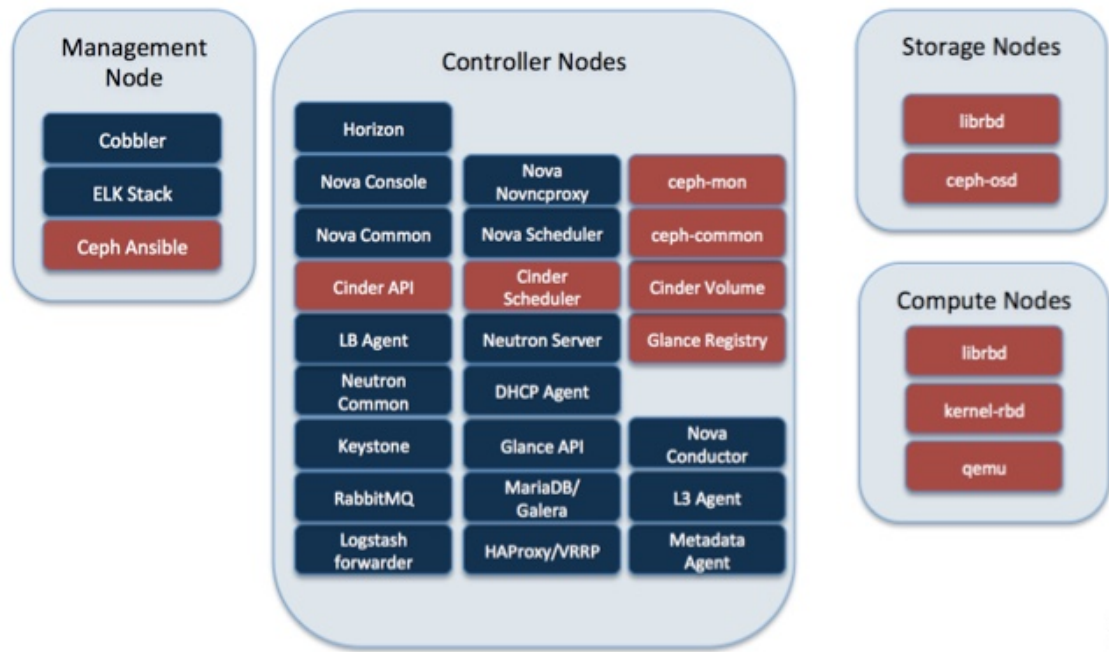 Management
Node
Cobbler
ELK Stack
Ceph Ansible
Controller Nodes
Horizon
Nova Console
Nova
Novncproxy
ceph-mon
Nova Common
Nova Scheduler
ceph-common
Cinder API
Cinder
Scheduler
Cinder Volume
LB Agent
Neutron Server
Glance Registry
Neutron
Common
DHCP Agent
Keystone
Glance API
Nova
Conductor
RabbitMQ
MariaDB/
Galera
L3 Agent
Logstash
forwarder
HAProxy/VRRP
Metadata
Agent
Storage Nodes
librbd
ceph-osd
Compute Nodes
librbd
kernel-rbd
qemu